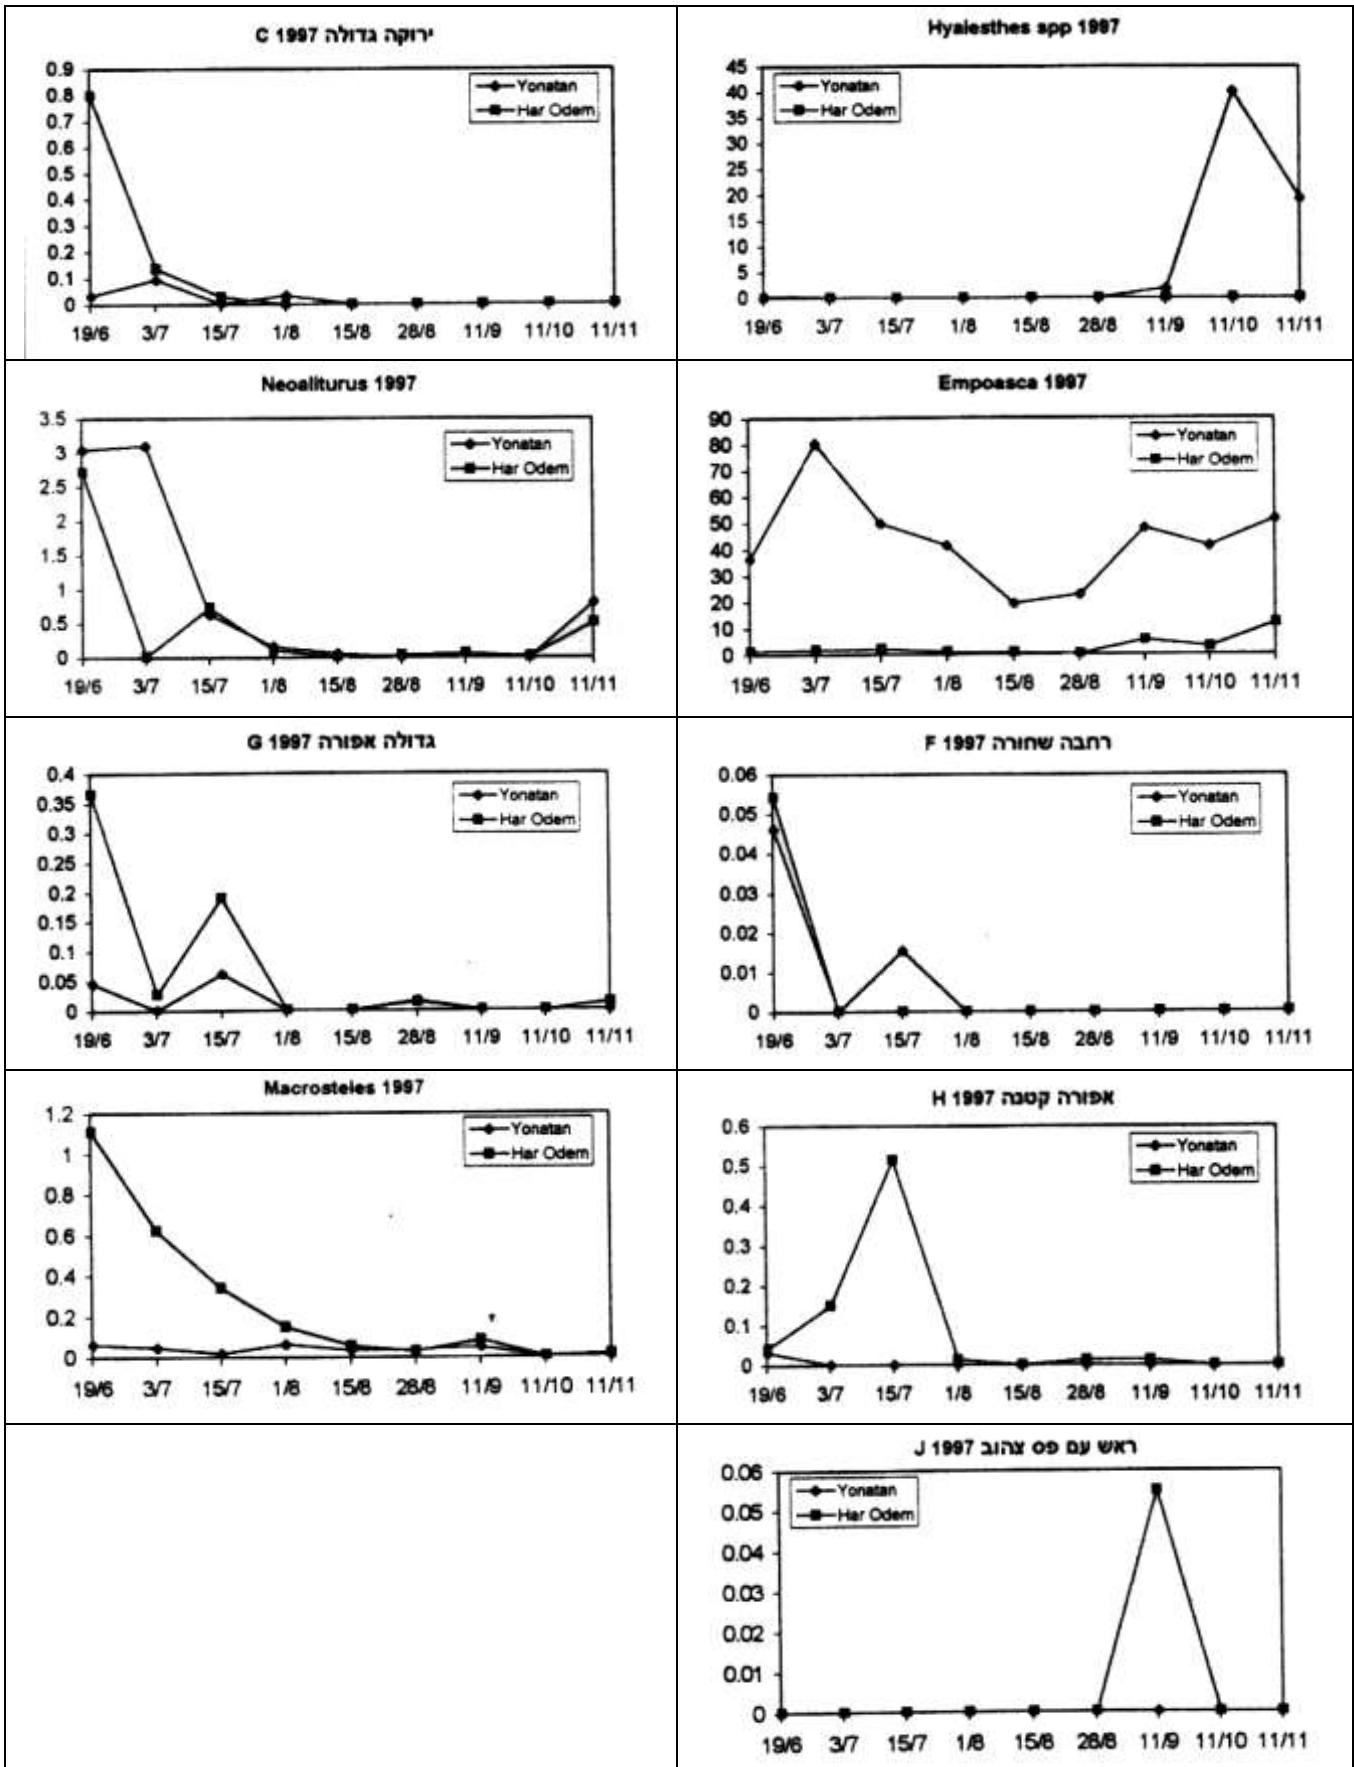 ירוקה גדולה C 1997
0.9
0.8
0.7
0.6
0.5
0.4
0.3
0.2
0.1
0
Yonatan
Har Odem
19/6 3/7 15/7 1/8 15/8 28/8 11/9 11/10 11/11
Hyalesthes spp 1997
45
40
35
30
25
20
15
10
5
0
Yonatan
Har Odem
19/6 3/7 15/7 1/8 15/8 28/8 11/9 11/10 11/11
Neoaliturus 1997
3.5
3
2.5
2
1.5
1
0.5
0
Yonatan
Har Odem
19/6 3/7 15/7 1/8 15/8 28/8 11/9 11/10 11/11
Empoasca 1997
90
80
70
60
50
40
30
20
10
0
Yonatan
Har Odem
19/6 3/7 15/7 1/8 15/8 28/8 11/9 11/10 11/11
גדולה אפורה G 1997
0.4
0.35
0.3
0.25
0.2
0.15
0.1
0.05
0
Yonatan
Har Odem
19/6 3/7 15/7 1/8 15/8 28/8 11/9 11/10 11/11
רחבה שחורה F 1997
0.06
0.05
0.04
0.03
0.02
0.01
0
Yonatan
Har Odem
19/6 3/7 15/7 1/8 15/8 28/8 11/9 11/10 11/11
Macrosteles 1997
1.2
1
0.8
0.6
0.4
0.2
0
Yonatan
Har Odem
19/6 3/7 15/7 1/8 15/8 28/8 11/9 11/10 11/11
אפורה קטנה H 1997
0.6
0.5
0.4
0.3
0.2
0.1
0
Yonatan
Har Odem
19/6 3/7 15/7 1/8 15/8 28/8 11/9 11/10 11/11
ראש עם פס צהוב J 1997
0.06
0.05
0.04
0.03
0.02
0.01
0
Yonatan
Har Odem
19/6 3/7 15/7 1/8 15/8 28/8 11/9 11/10 11/11